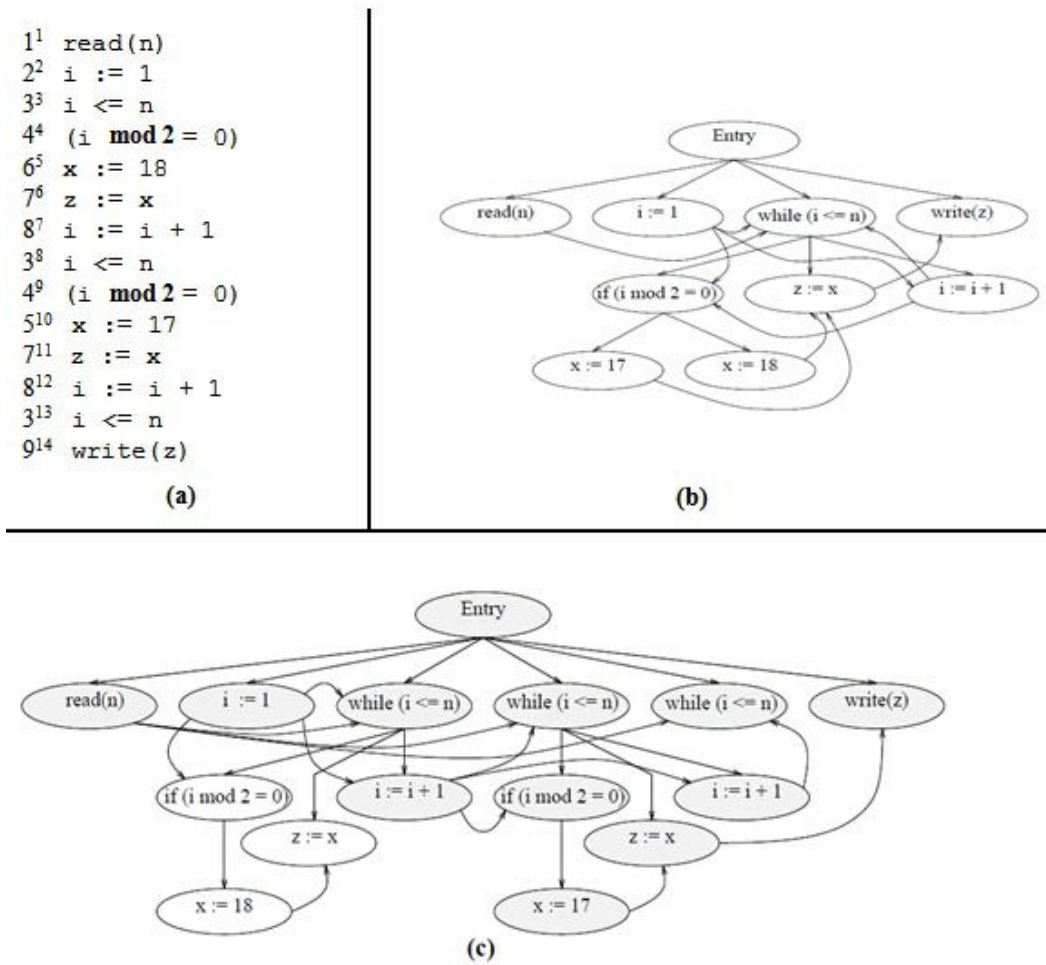 1¹ read(n)
2² i := 1
3³ i <= n
4⁴ (i mod 2 = 0)
6⁵ x := 18
7⁶ z := x
8⁷ i := i + 1
3⁸ i <= n
4⁹ (i mod 2 = 0)
5¹⁰ x := 17
7¹¹ z := x
8¹² i := i + 1
3¹³ i <= n
9¹⁴ write(z)
(a)
Entry
read(n) i := 1 while (i <= n) write(z)
if (i mod 2 = 0) z := x i := i + 1
x := 17 x := 18
(b)
Entry
read(n) i := 1 while (i <= n) while (i <= n) while (i <= n) write(z)
if (i mod 2 = 0) i := i + 1 if (i mod 2 = 0) i := i + 1
z := x z := x
x := 18 x := 17
(c)